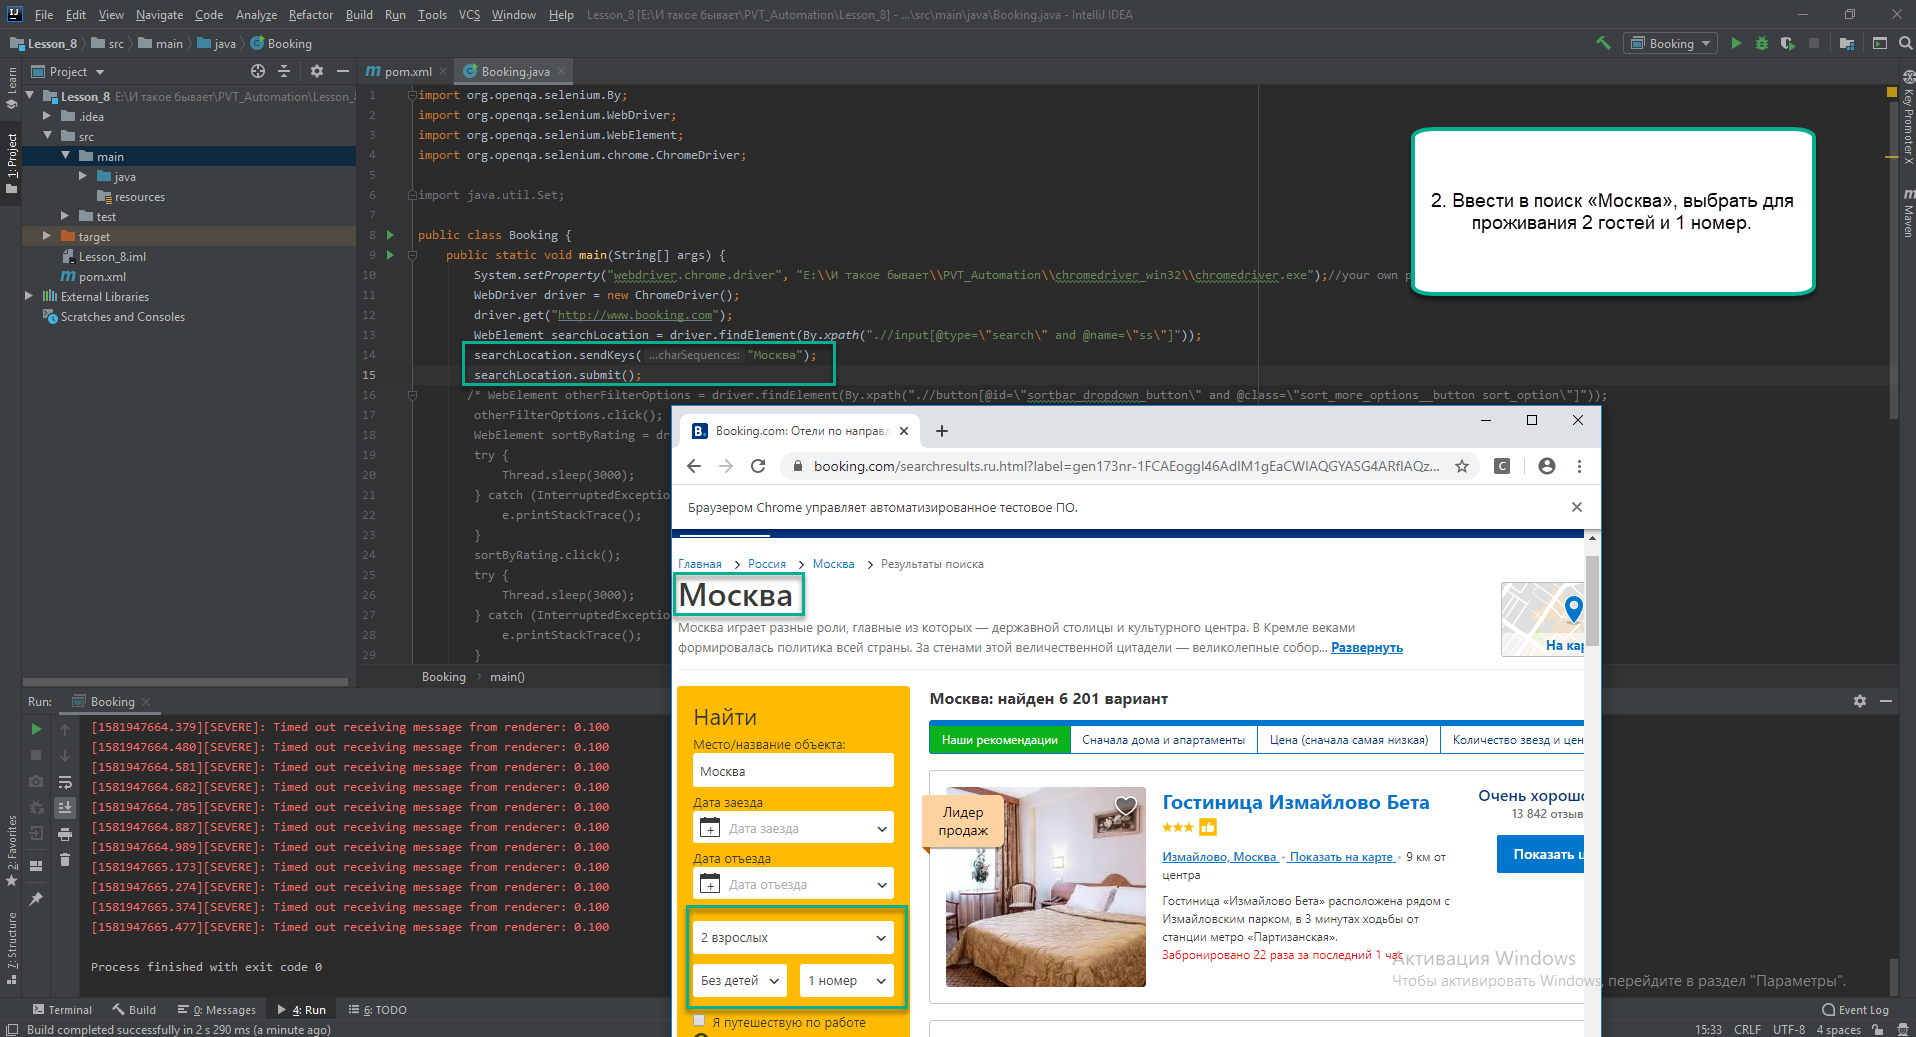 File Edit View Navigate Code Analyze Refactor Build Run Tools VCS Window Help Lesson_8 [E:\И такое бывает\PVT_Automation\Lesson_8] - ...\src\main\java\Booking.java - IntelliJ IDEA
Lesson_8 src main java Booking
Booking
Project
pom.xml
Booking.java
Learn
1: Project
2: Favorites
7: Structure
Key Promoter X
Maven
Lesson_8 E:\И такое бывает\PVT_Automation\Lesson_
.idea
src
main
java
resources
test
target
Lesson_8.iml
pom.xml
External Libraries
Scratches and Consoles
1 import org.openqa.selenium.By;
2 import org.openqa.selenium.WebDriver;
3 import org.openqa.selenium.WebElement;
4 import org.openqa.selenium.chrome.ChromeDriver;
5
6 import java.util.Set;
7
8 public class Booking {
9 public static void main(String[] args) {
10 System.setProperty("webdriver.chrome.driver", "E:\\И такое бывает\\PVT_Automation\\chromedriver_win32\\chromedriver.exe");//your own p
11 WebDriver driver = new ChromeDriver();
12 driver.get("http://www.booking.com");
13 WebElement searchLocation = driver.findElement(By.xpath(".//input[@type=\"search\" and @name=\"ss\"]"));
14 searchLocation.sendKeys( ...charSequences: "Москва");
15 searchLocation.submit();
16 /* WebElement otherFilterOptions = driver.findElement(By.xpath(".//button[@id=\"sortbar_dropdown_button\" and @class=\"sort_more_options__button sort_option\"]"));
17 otherFilterOptions.click();
18 WebElement sortByRating = dr
19 try {
20 Thread.sleep(3000);
21 } catch (InterruptedExceptio
22 e.printStackTrace();
23 }
24 sortByRating.click();
25 try {
26 Thread.sleep(3000);
27 } catch (InterruptedExceptio
28 e.printStackTrace();
29 }
Booking main()
2. Ввести в поиск «Москва», выбрать для
проживания 2 гостей и 1 номер.
Run: Booking
[1581947664.379][SEVERE]: Timed out receiving message from renderer: 0.100
[1581947664.480][SEVERE]: Timed out receiving message from renderer: 0.100
[1581947664.581][SEVERE]: Timed out receiving message from renderer: 0.100
[1581947664.682][SEVERE]: Timed out receiving message from renderer: 0.100
[1581947664.785][SEVERE]: Timed out receiving message from renderer: 0.100
[1581947664.887][SEVERE]: Timed out receiving message from renderer: 0.100
[1581947664.989][SEVERE]: Timed out receiving message from renderer: 0.100
[1581947665.173][SEVERE]: Timed out receiving message from renderer: 0.100
[1581947665.274][SEVERE]: Timed out receiving message from renderer: 0.100
[1581947665.374][SEVERE]: Timed out receiving message from renderer: 0.100
[1581947665.477][SEVERE]: Timed out receiving message from renderer: 0.100
Process finished with exit code 0
B. Booking.com: Отели по направл
booking.com/searchresults.ru.html?label=gen173nr-1FCAEoggI46AdIM1gEaCWIAQGYASG4ARfIAQz...
Браузером Chrome управляет автоматизированное тестовое ПО.
Главная Россия Москва Результаты поиска
Москва
Москва играет разные роли, главные из которых — державной столицы и культурного центра. В Кремле веками
формировалась политика всей страны. За стенами этой величественной цитадели — великолепные собор... Развернуть
На кар
Найти
Место/название объекта:
Москва
Дата заезда
Дата заезда
Дата отъезда
Дата отъезда
2 взрослых
Без детей 1 номер
Я путешествую по работе
Москва: найден 6 201 вариант
Наши рекомендации Сначала дома и апартаменты Цена (сначала самая низкая) Количество звезд и цен
Лидер
продаж
Гостиница Измайлово Бета
Измайлово, Москва • Показать на карте • 9 км от
центра
Гостиница «Измайлово Бета» расположена рядом с
Измайловским парком, в 3 минутах ходьбы от
станции метро «Партизанская».
Забронировано 22 раза за последний 1 час
Очень хорошо
13 842 отзыв
Показать ц
Активация Windows
Чтобы активировать Windows, перейдите в раздел "Параметры".
Terminal Build 0: Messages 4: Run 6: TODO Event Log
Build completed successfully in 2 s 290 ms (a minute ago) 15:33 CRLF UTF-8 4 spaces